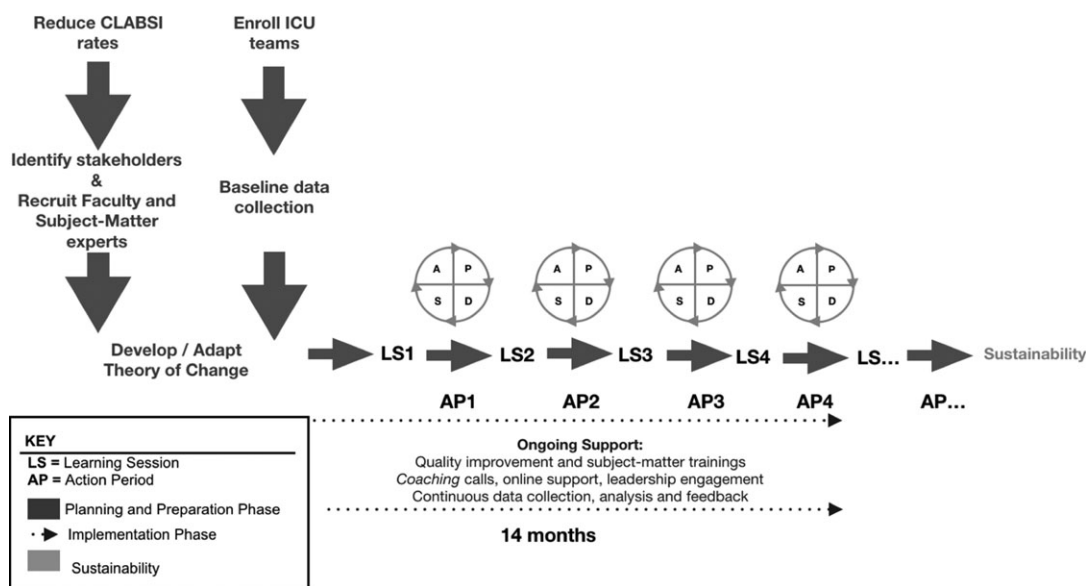 Reduce CLABSI
rates
Enroll ICU
teams
Identify stakeholders
&
Recruit Faculty and
Subject-Matter
experts
Baseline data
collection
Develop / Adapt
Theory of Change
A P
S D
A P
S D
A P
S D
A P
S D
LS1 LS2 LS3 LS4 LS... Sustainability
AP1 AP2 AP3 AP4 AP...
Ongoing Support:
Quality improvement and subject-matter trainings
Coaching calls, online support, leadership engagement
Continuous data collection, analysis and feedback
14 months
KEY
LS = Learning Session
AP = Action Period
Planning and Preparation Phase
Implementation Phase
Sustainability